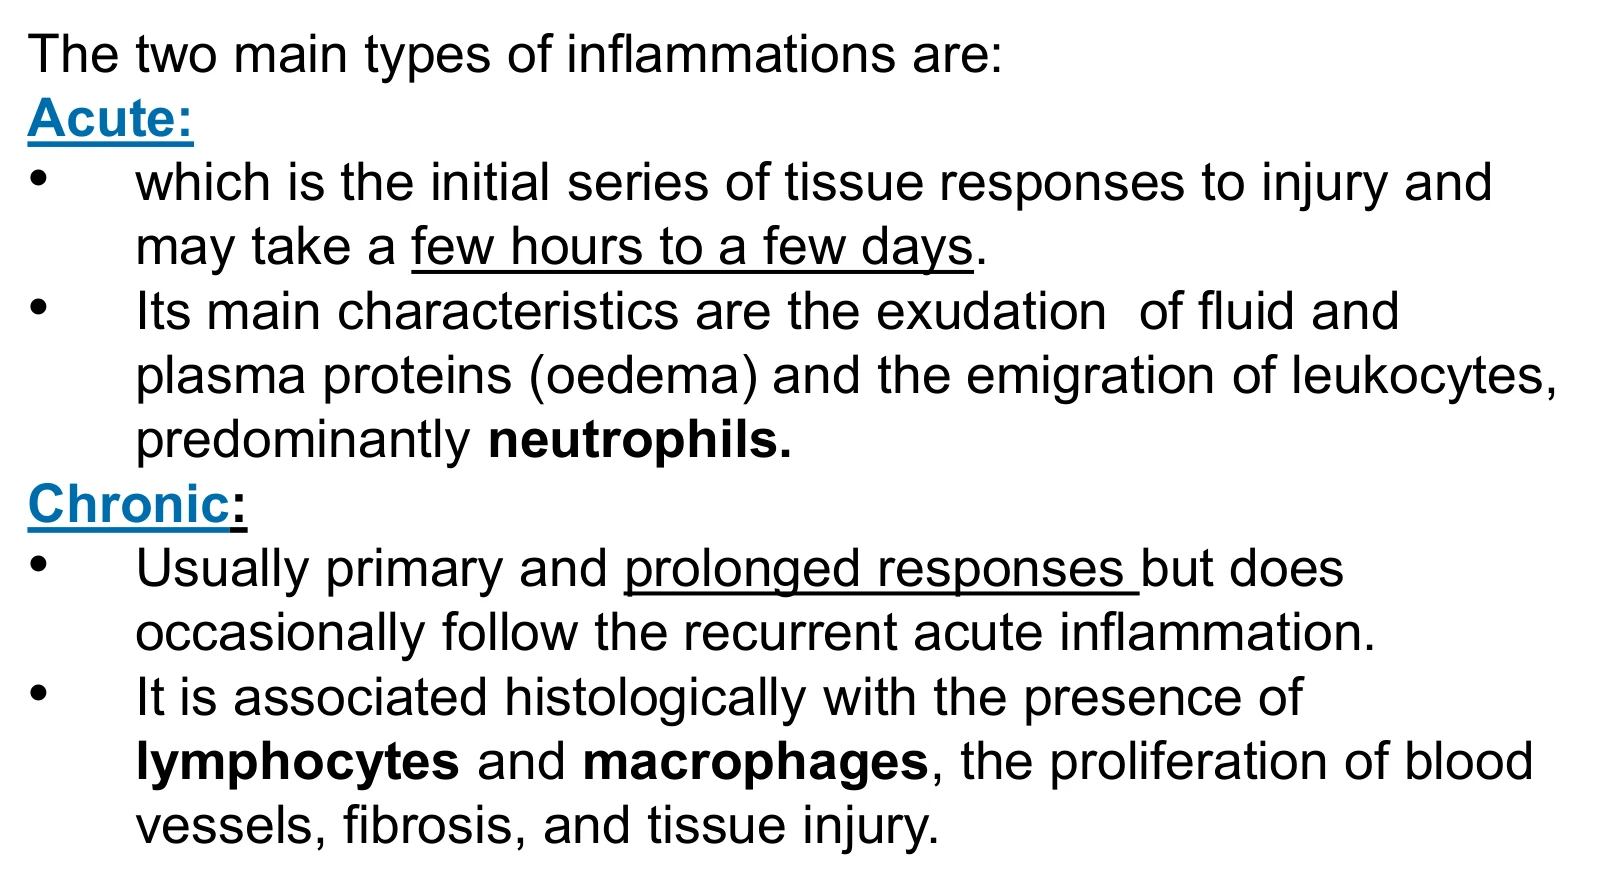 The two main types of inflammations are:
Acute:
• which is the initial series of tissue responses to injury and
may take a few hours to a few days.
• Its main characteristics are the exudation  of fluid and
plasma proteins (oedema) and the emigration of leukocytes,
predominantly neutrophils.
Chronic:
• Usually primary and prolonged responses but does
occasionally follow the recurrent acute inflammation.
• It is associated histologically with the presence of
lymphocytes and macrophages, the proliferation of blood
vessels, fibrosis, and tissue injury.